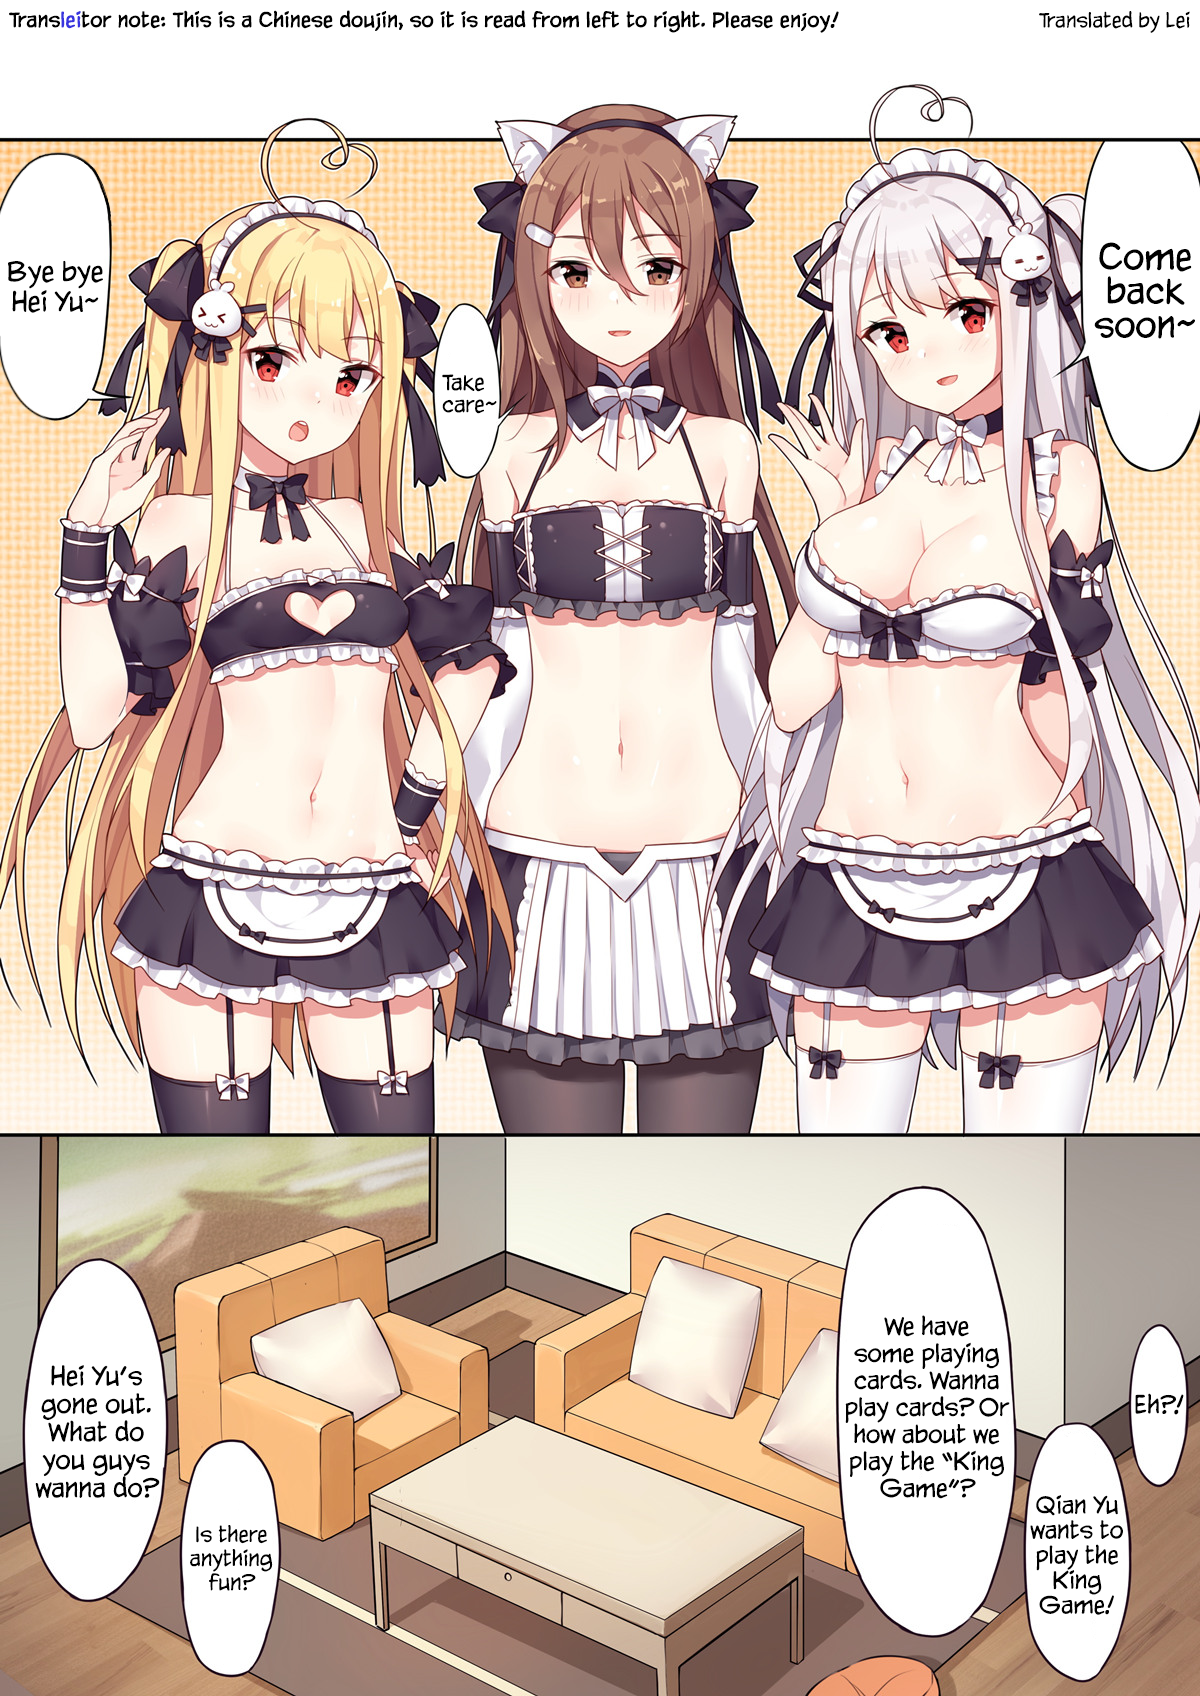 Transleitor note: This is a Chinese doujin, so it is read from left to right. Please enjoy!
Translated by Lei
Bye bye
Hei Yu~
Take
care~
Come
back
soon~
Hei Yu's
gone out.
What do
you guys
wanna do?
Is there
anything
fun?
We have
some playing
cards. Wanna
play cards? Or
how about we
play the "King
Game"?
Qian Yu
wants to
play the
King
Game!
Eh?!